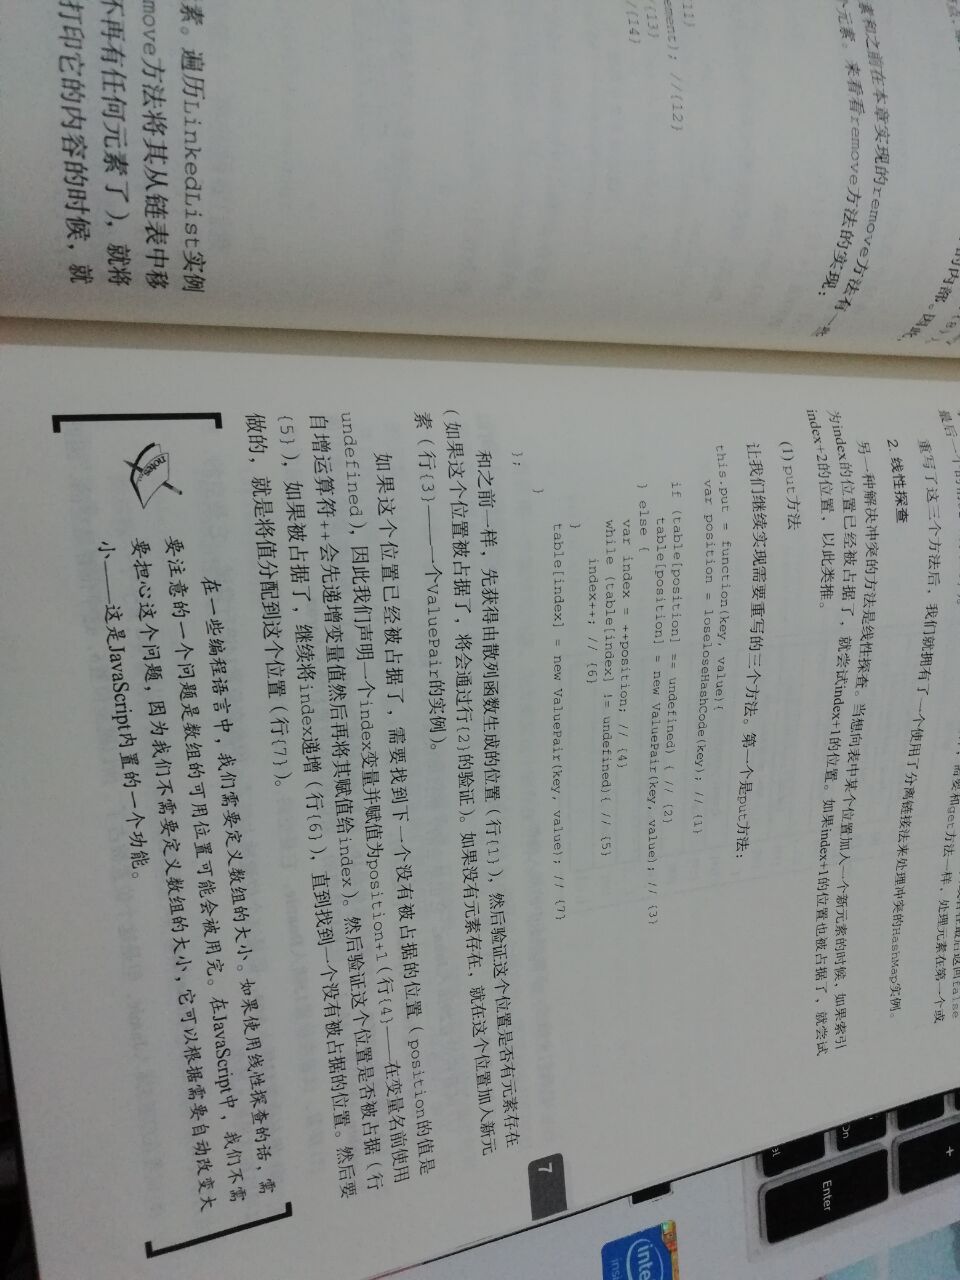 素和之前在本章实现的remove方法有一些
个元素。来看看remove方法的实现：
{11}
ement); //{12}
{13}
//{14}
素。遍历LinkedList实例
move方法将其从链表中移
不再有任何元素了），就将
打印它的内容的时候，就
重写了这三个方法后，我们就拥有了一个使用了分离链接法来处理冲突的HashMap实例。
2. 线性探查
另一种解决冲突的方法是线性探查。当想向表中某个位置加入一个新元素的时候，如果索引
为index的位置已经被占据了，就尝试index+1的位置。如果index+1的位置也被占据了，就尝试
index+2的位置，以此类推。
(1) put方法
让我们继续实现需要重写的三个方法。第一个是put方法：
this.put = function(key, value){
var position = loseloseHashCode(key); // {1}
if (table[position] == undefined) { // {2}
table[position] = new ValuePair(key, value); // {3}
} else {
var index = ++position; // {4}
while (table[index] != undefined){ // {5}
index++; // {6}
}
table[index] = new ValuePair(key, value); // {7}
}
};
和之前一样，先获得由散列函数生成的位置（行{1}），然后验证这个位置是否有元素存在
（如果这个位置被占据了，将会通过行{2}的验证）。如果没有元素存在，就在这个位置加入新元
素（行{3}——一个ValuePair的实例）。
如果这个位置已经被占据了，需要找到下一个没有被占据的位置（position的值是
undefined），因此我们声明一个index变量并赋值为position+1（行{4}——在变量名前使用
自增运算符++会先递增变量值然后再将其赋值给index）。然后验证这个位置是否被占据（行
{5}），如果被占据了，继续将index递增（行{6}），直到找到一个没有被占据的位置。然后要
做的，就是将值分配到这个位置（行{7}）。
在一些编程语言中，我们需要定义数组的大小。如果使用线性探查的话，需
要注意的一个问题是数组的可用位置可能会被用完。在JavaScript中，我们不需
要担心这个问题，因为我们不需要定义数组的大小，它可以根据需要自动改变大
小——这是JavaScript内置的一个功能。
7
Enter
+